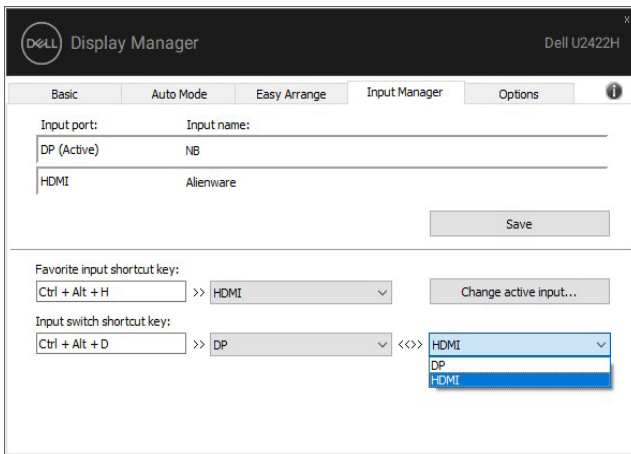 x
DELL Display Manager Dell U2422H
Basic Auto Mode Easy Arrange Input Manager Options i
Input port: Input name:
DP (Active) NB
HDMI Alienware
Save
Favorite input shortcut key:
Ctrl + Alt + H >> HDMI Change active input...
Input switch shortcut key:
Ctrl + Alt + D >> DP <<>> HDMI
DP
HDMI